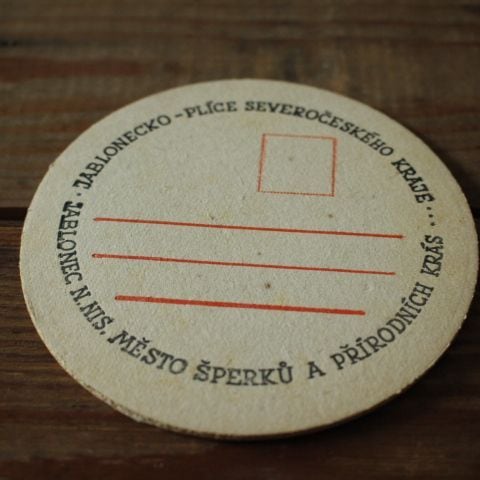 JABLONECKO - PLÍCE SEVEROČESKÉHO KRAJE...
JABLONEC N.NIS. MĚSTO ŠPERKŮ A PŘÍRODNÍCH KRÁS